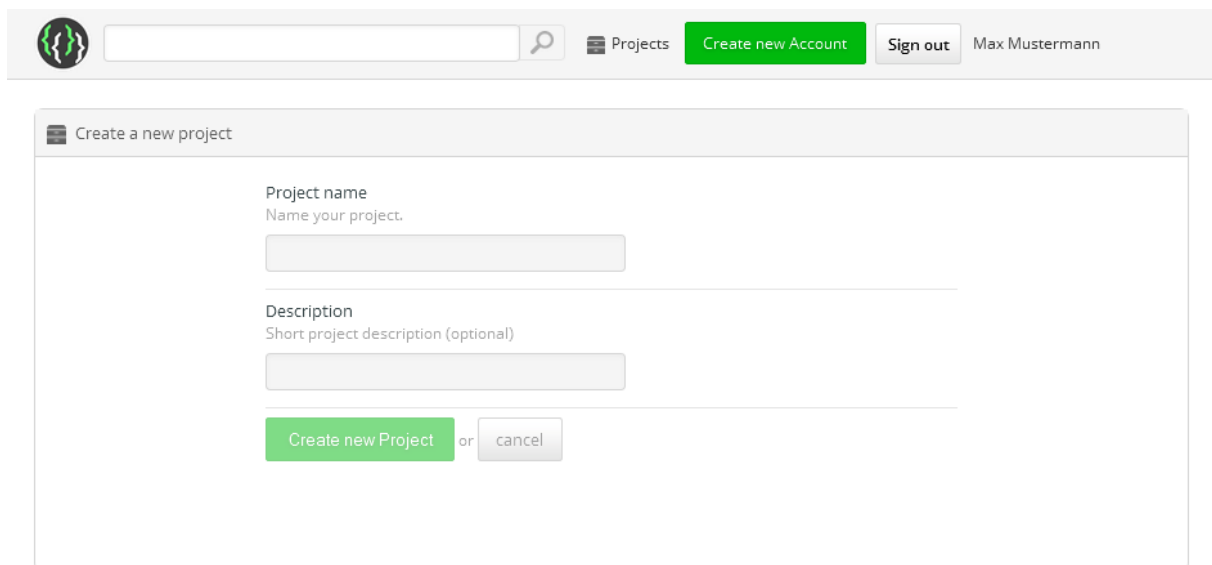 Projects Create new Account Sign out Max Mustermann
Create a new project
Project name
Name your project.
Description
Short project description (optional)
Create new Project or cancel